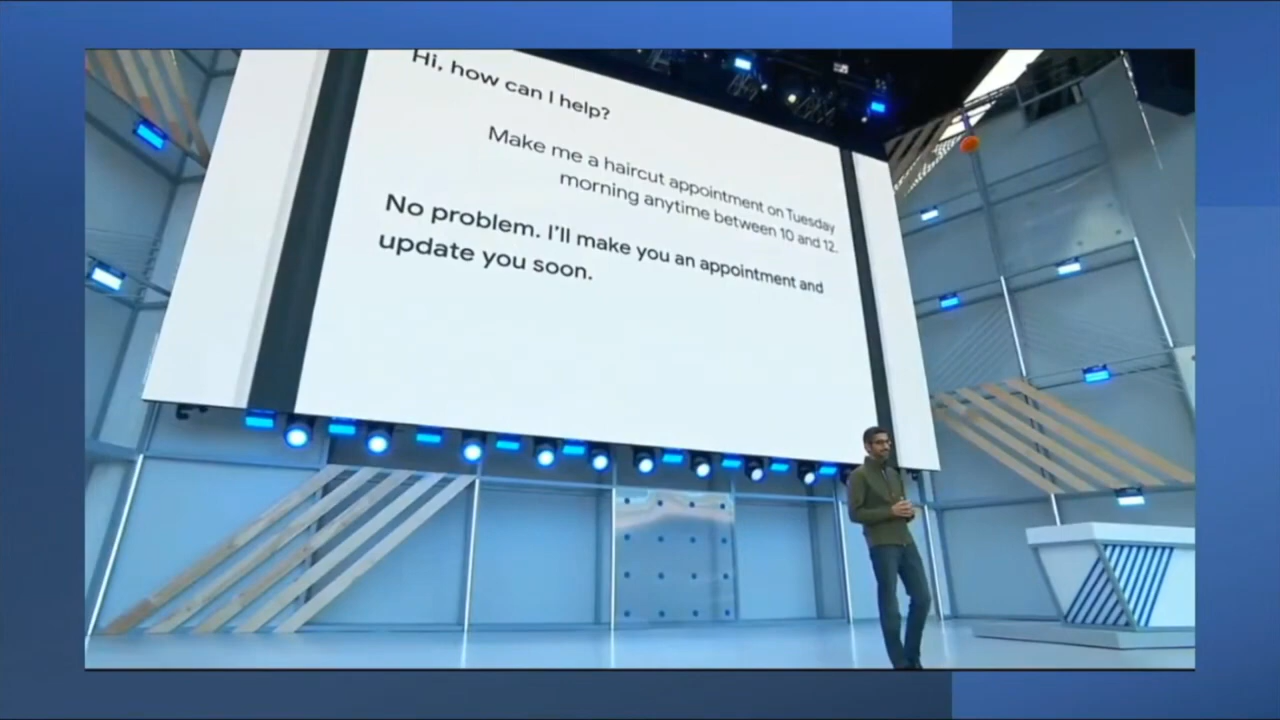 Hi, how can I help?
Make me a haircut appointment on Tuesday
morning anytime between 10 and 12.
No problem. I'll make you an appointment and
update you soon.